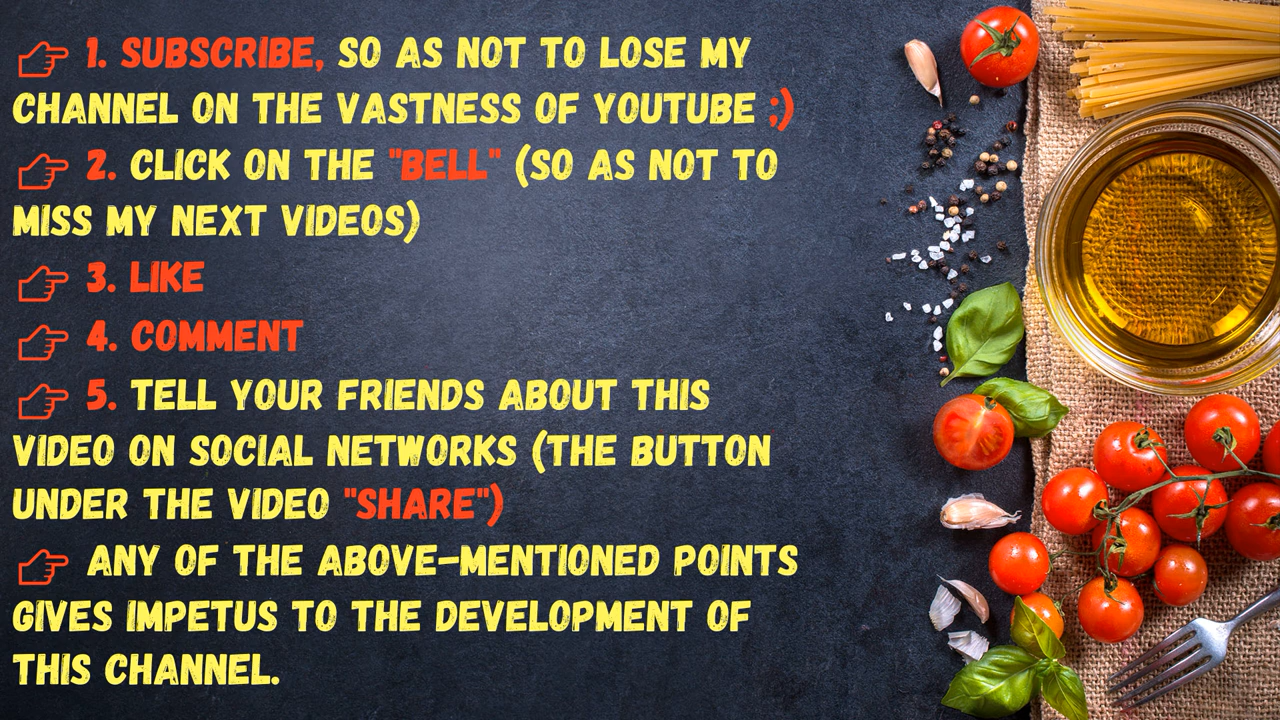 👉 1. SUBSCRIBE, SO AS NOT TO LOSE MY
CHANNEL ON THE VASTNESS OF YOUTUBE ;)
👉 2. CLICK ON THE "BELL" (SO AS NOT TO
MISS MY NEXT VIDEOS)
👉 3. LIKE
👉 4. COMMENT
👉 5. TELL YOUR FRIENDS ABOUT THIS
VIDEO ON SOCIAL NETWORKS (THE BUTTON
UNDER THE VIDEO "SHARE")
👉 ANY OF THE ABOVE-MENTIONED POINTS
GIVES IMPETUS TO THE DEVELOPMENT OF
THIS CHANNEL.